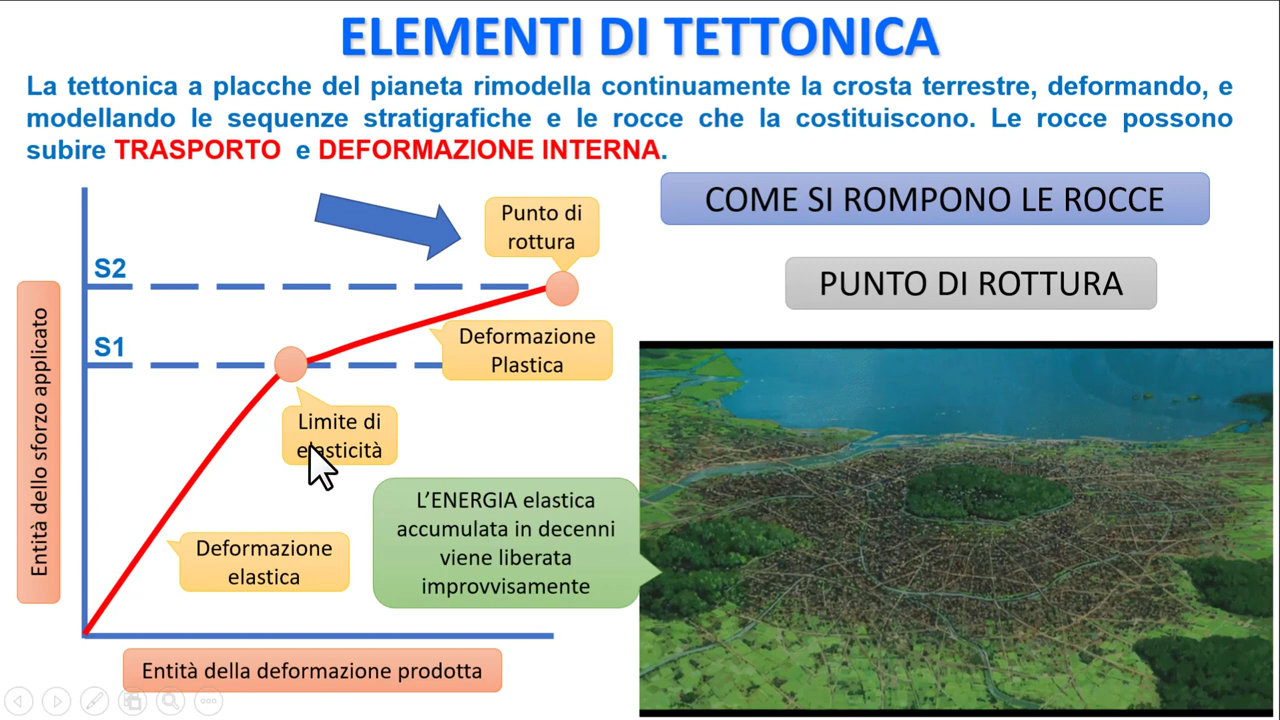 ELEMENTI DI TETTONICA
La tettonica a placche del pianeta rimodella continuamente la crosta terrestre, deformando, e
modellando le sequenze stratigrafiche e le rocce che la costituiscono. Le rocce possono
subire TRASPORTO e DEFORMAZIONE INTERNA.
COME SI ROMPONO LE ROCCE
PUNTO DI ROTTURA
Punto di
rottura
S2
Deformazione
Plastica
S1
Limite di
elasticità
Entità dello sforzo applicato
L'ENERGIA elastica
accumulata in decenni
viene liberata
improvvisamente
Deformazione
elastica
Entità della deformazione prodotta